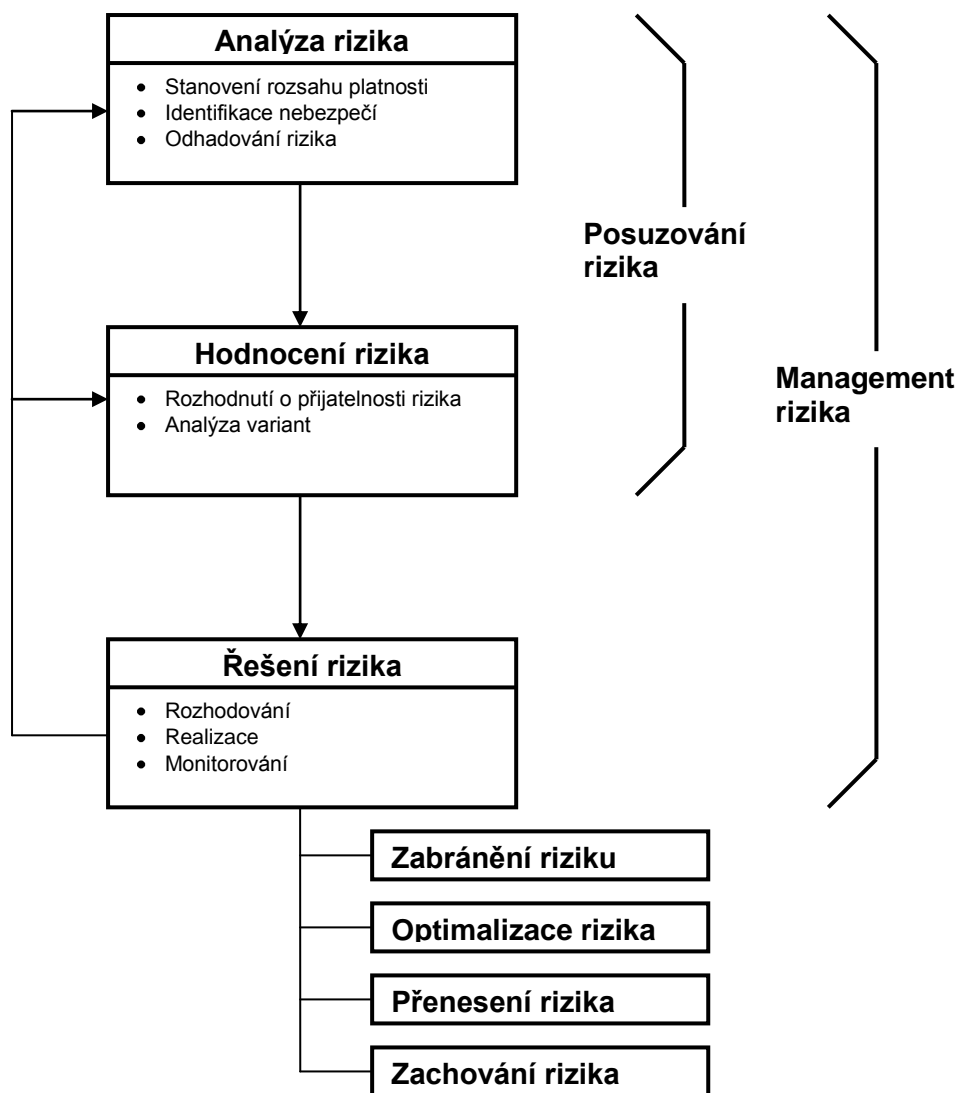 Analýza rizika
• Stanovení rozsahu platnosti
• Identifikace nebezpečí
• Odhadování rizika
Posuzování
rizika
Hodnocení rizika
• Rozhodnutí o přijatelnosti rizika
• Analýza variant
Management
rizika
Řešení rizika
• Rozhodování
• Realizace
• Monitorování
Zabránění riziku
Optimalizace rizika
Přenesení rizika
Zachování rizika